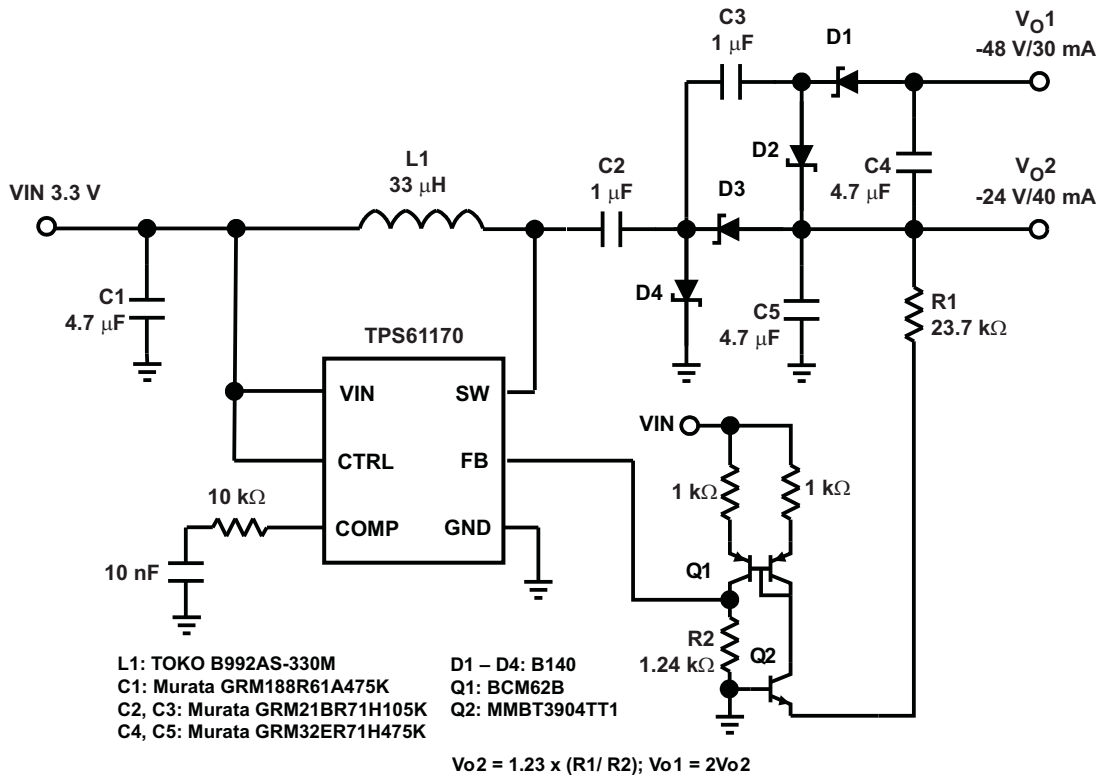 C3
1 μF
D1
VO1
-48 V/30 mA
L1
33 μH
C2
1 μF
D2
C4
4.7 μF
VO2
-24 V/40 mA
VIN 3.3 V
D3
C1
4.7 μF
D4
C5
4.7 μF
R1
23.7 kΩ
TPS61170
VIN
SW
CTRL
FB
COMP
GND
10 kΩ
10 nF
VIN
1 kΩ
1 kΩ
Q1
R2
1.24 kΩ
Q2
L1: TOKO B992AS-330M
C1: Murata GRM188R61A475K
C2, C3: Murata GRM21BR71H105K
C4, C5: Murata GRM32ER71H475K
D1 – D4: B140
Q1: BCM62B
Q2: MMBT3904TT1
Vo2 = 1.23 x (R1/ R2); Vo1 = 2Vo2